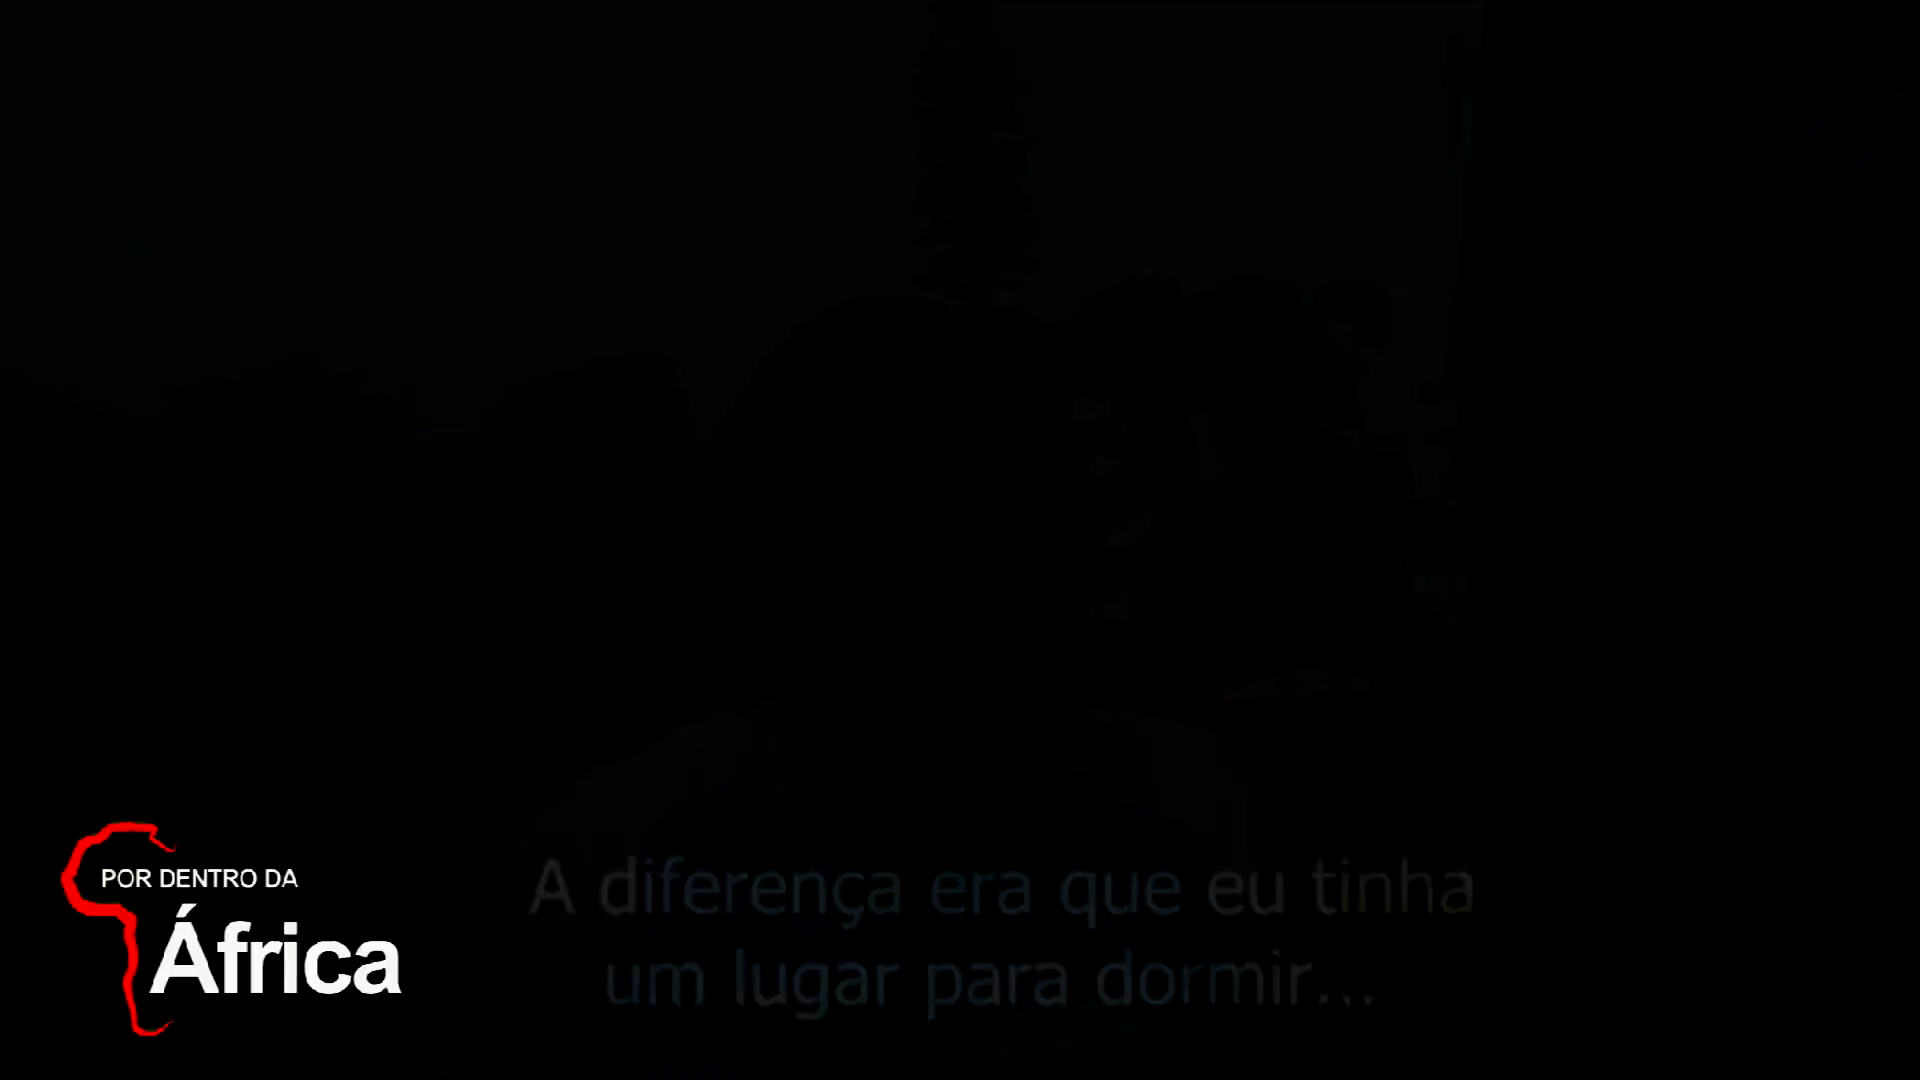 POR DENTRO DA
África
A diferença era que eu tinha
um lugar para dormir...